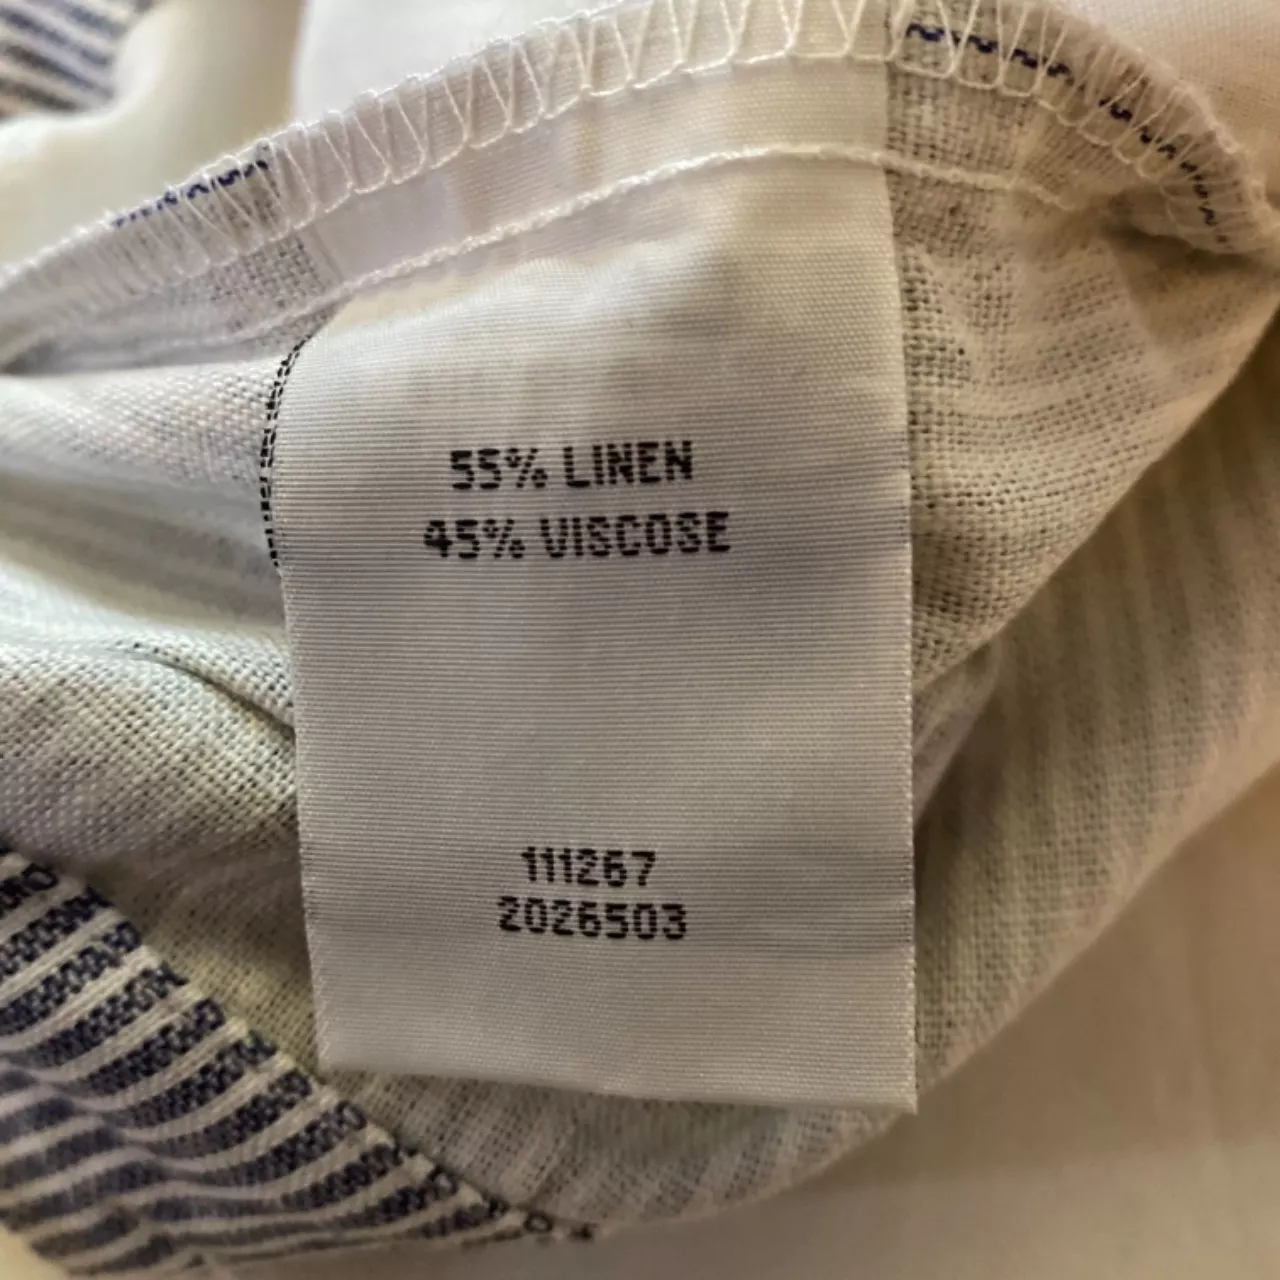 55% LINEN
45% VISCOSE
111267
2026503